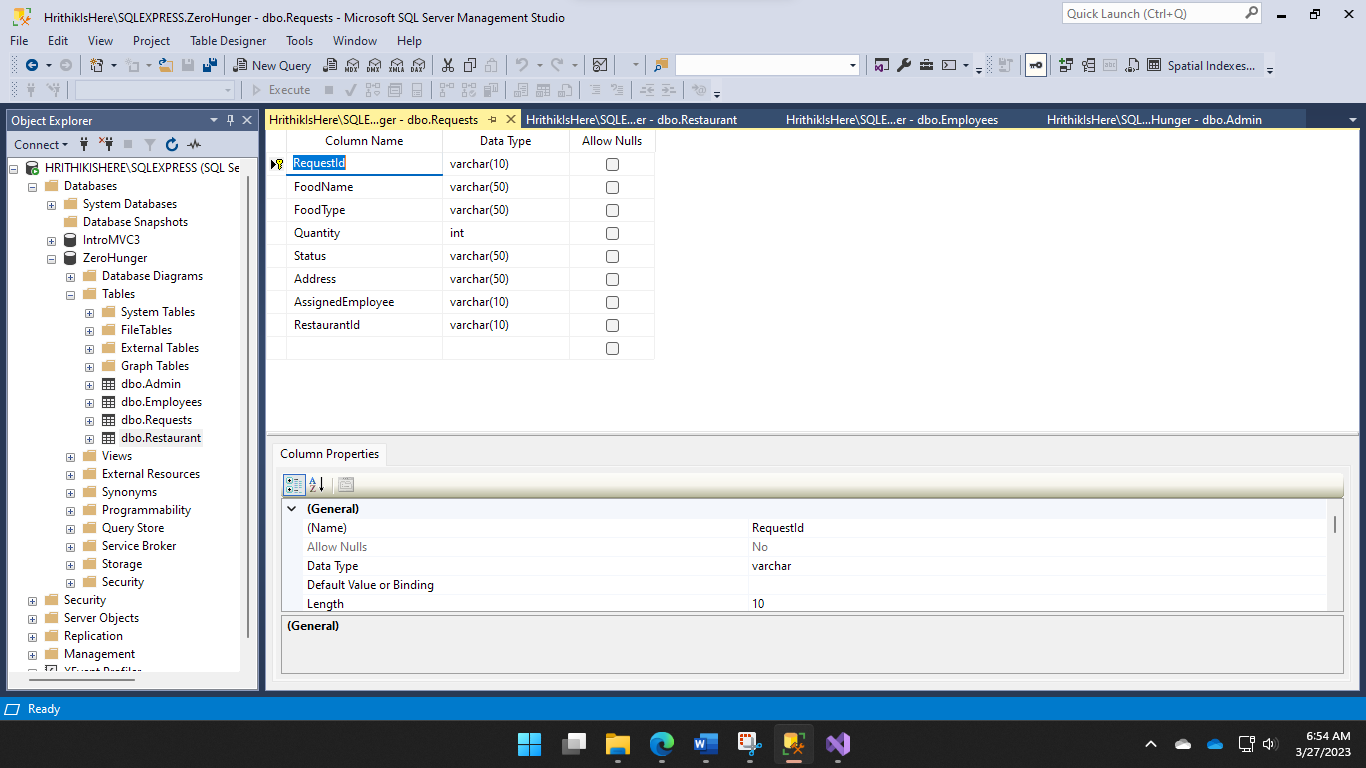 HrithikIsHere\SQLEXPRESS.ZeroHunger - dbo.Requests - Microsoft SQL Server Management Studio
Quick Launch (Ctrl+Q)
File Edit View Project Table Designer Tools Window Help
New Query MDX DMX XMLA DAX Spatial Indexes...
Execute
Object Explorer
Connect
HRITHIKISHERE\SQLEXPRESS (SQL Se
Databases
System Databases
Database Snapshots
IntroMVC3
ZeroHunger
Database Diagrams
Tables
System Tables
FileTables
External Tables
Graph Tables
dbo.Admin
dbo.Employees
dbo.Requests
dbo.Restaurant
Views
External Resources
Synonyms
Programmability
Query Store
Service Broker
Storage
Security
Security
Server Objects
Replication
Management
XEvent Profiler
HrithikIsHere\SQLE...ger - dbo.Requests HrithikIsHere\SQLE...er - dbo.Restaurant HrithikIsHere\SQLE...er - dbo.Employees HrithikIsHere\SQL...Hunger - dbo.Admin
Column Name Data Type Allow Nulls
RequestId varchar(10)
FoodName varchar(50)
FoodType varchar(50)
Quantity int
Status varchar(50)
Address varchar(50)
AssignedEmployee varchar(10)
RestaurantId varchar(10)
Column Properties
A Z
(General)
(Name) RequestId
Allow Nulls No
Data Type varchar
Default Value or Binding
Length 10
(General)
Ready
6:54 AM
3/27/2023